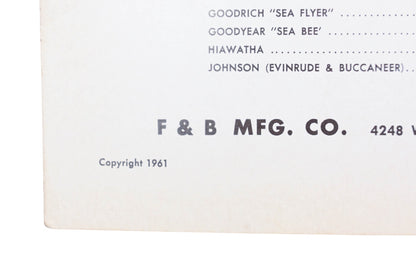 GOODRICH "SEA FLYER" ................
GOODYEAR "SEA BEE' ................
HIAWATHA ................................
JOHNSON (EVINRUDE & BUCCANEER)..
F & B MFG. CO. 4248 W
Copyright 1961